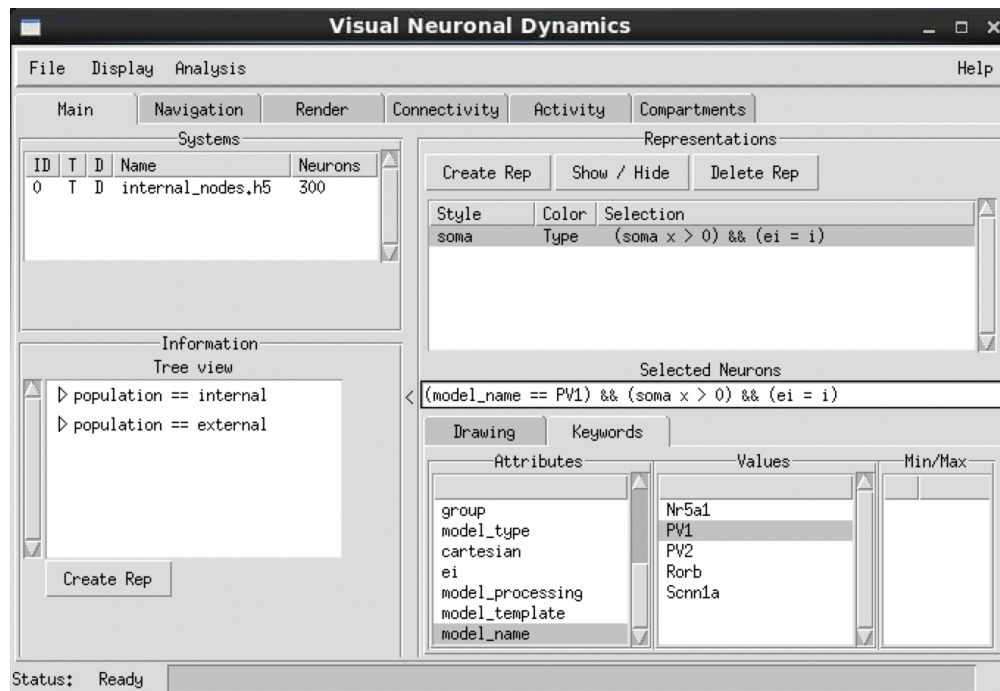 Visual Neuronal Dynamics
File Display Analysis Help
Main Navigation Render Connectivity Activity Compartments
Systems
ID T D Name Neurons
0 T D internal_nodes.h5 300
Information
Tree view
population == internal
population == external
Create Rep
<
Representations
Create Rep Show / Hide Delete Rep
Style Color Selection
soma Type (soma x > 0) && (ei = i)
Selected Neurons
(model_name == PV1) && (soma x > 0) && (ei = i)
Drawing Keywords
Attributes
group
model_type
cartesian
ei
model_processing
model_template
model_name
Values
Nr5a1
PV1
PV2
Rorb
Scnn1a
Min/Max
Status: Ready